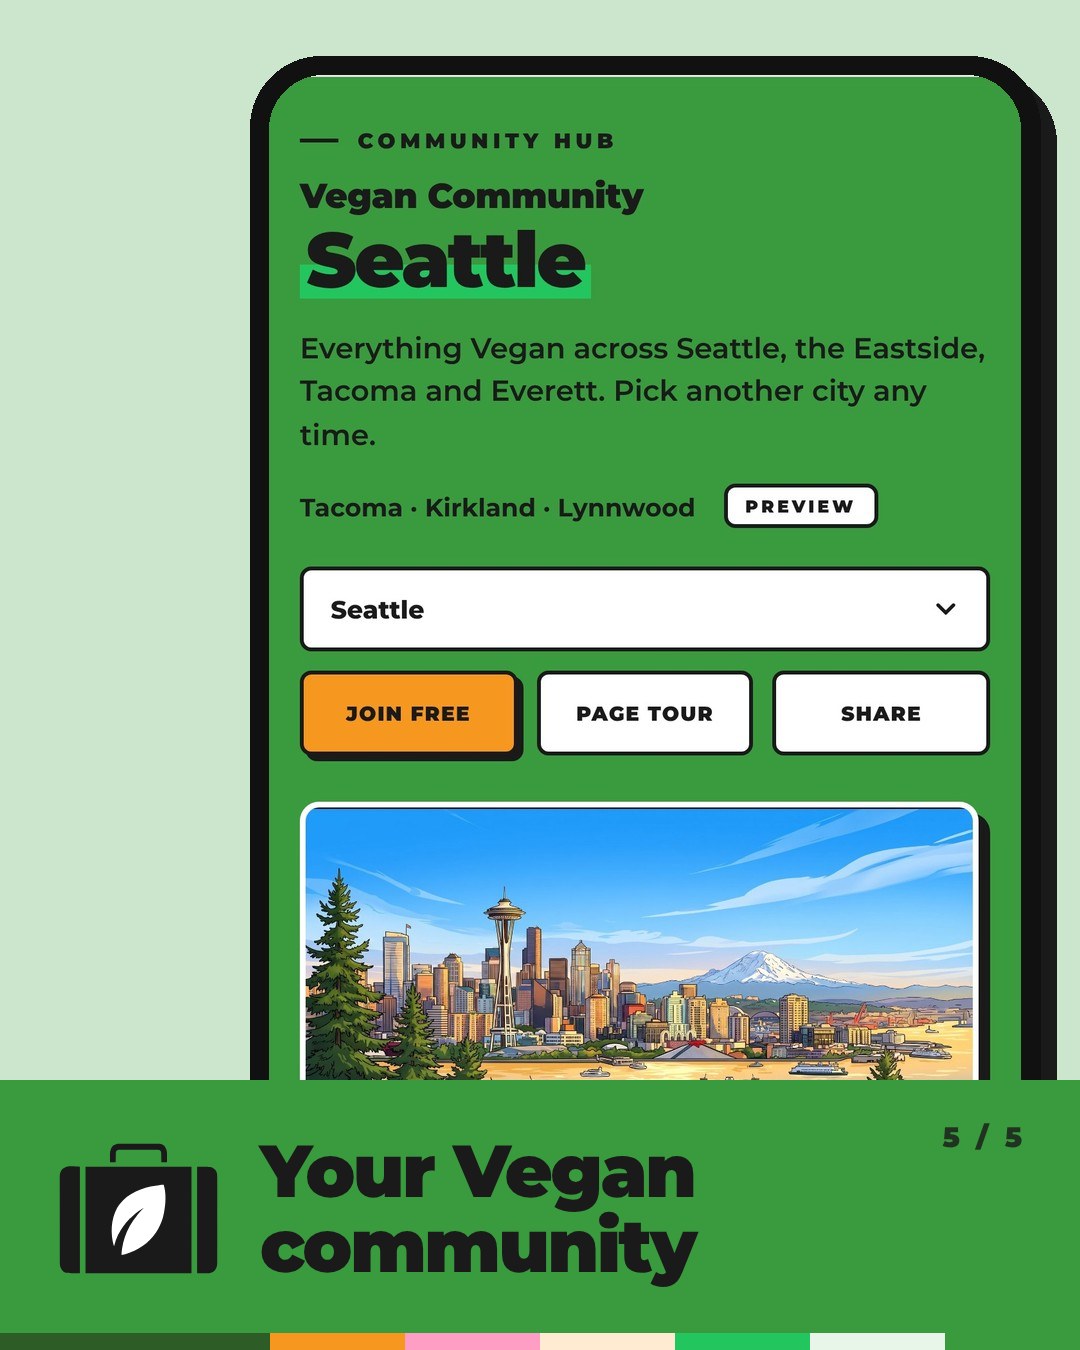 COMMUNITY HUB
Vegan Community
Seattle
Everything Vegan across Seattle, the Eastside,
Tacoma and Everett. Pick another city any
time.
Tacoma · Kirkland · Lynnwood PREVIEW
Seattle
JOIN FREE PAGE TOUR SHARE
5 / 5
Your Vegan
community